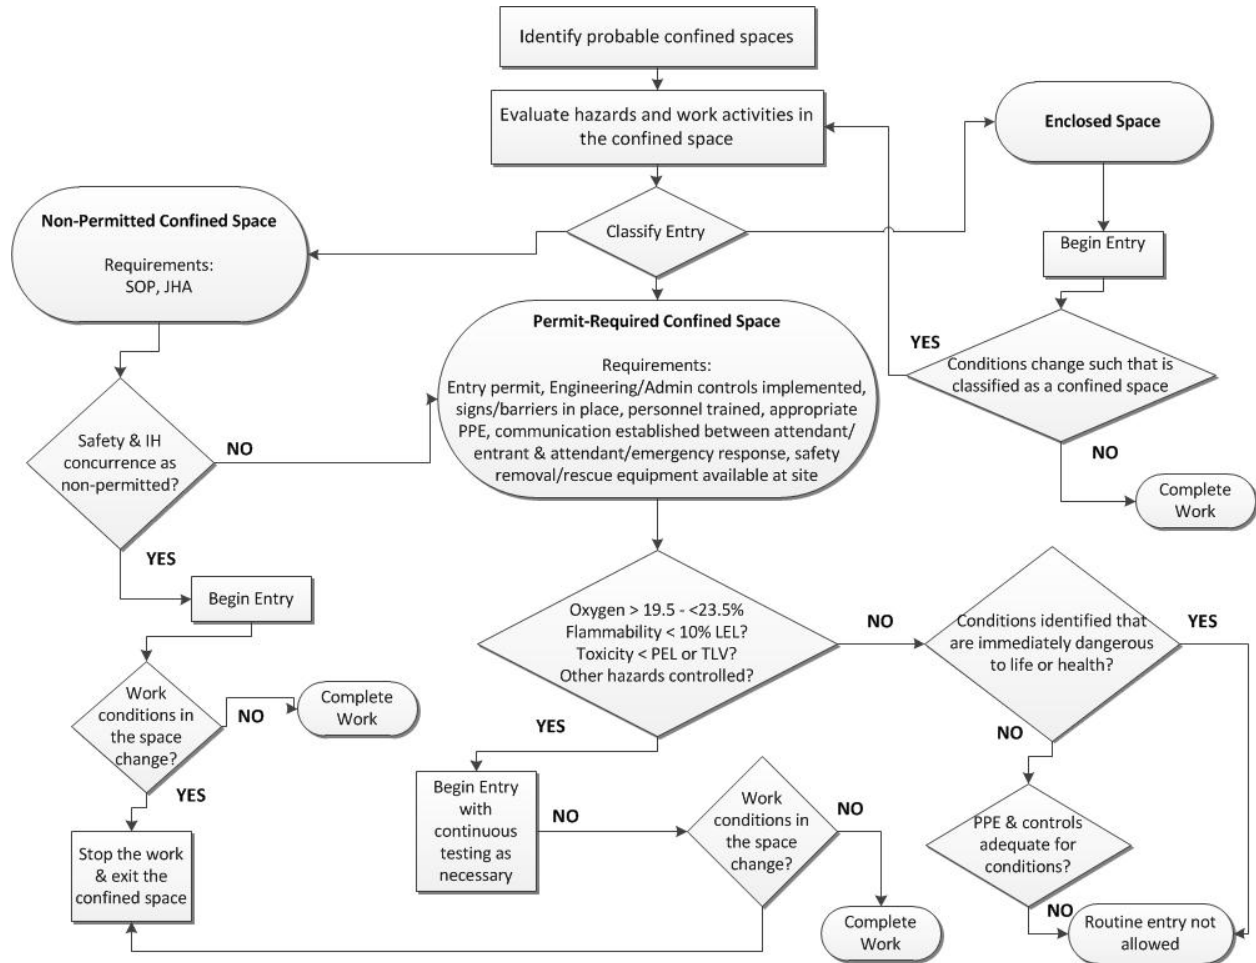 Identify probable confined spaces
Evaluate hazards and work activities in
the confined space
Enclosed Space
Non-Permitted Confined Space
Requirements:
SOP, JHA
Classify Entry
Begin Entry
Permit-Required Confined Space
Requirements:
Entry permit, Engineering/Admin controls implemented,
signs/barriers in place, personnel trained, appropriate
PPE, communication established between attendant/
entrant & attendant/emergency response, safety
removal/rescue equipment available at site
YES
Conditions change such that is
classified as a confined space
NO
Complete
Work
Safety & IH
concurrence as
non-permitted?
NO
YES
Begin Entry
Oxygen > 19.5 - <23.5%
Flammability < 10% LEL?
Toxicity < PEL or TLV?
Other hazards controlled?
NO
Conditions identified that
are immediately dangerous
to life or health?
YES
Work
conditions in
the space
change?
NO
Complete
Work
YES
YES
Begin Entry
with
continuous
testing as
necessary
NO
Work
conditions in
the space
change?
NO
Complete
Work
NO
PPE & controls
adequate for
conditions?
NO
Routine entry not
allowed
Stop the work
& exit the
confined space